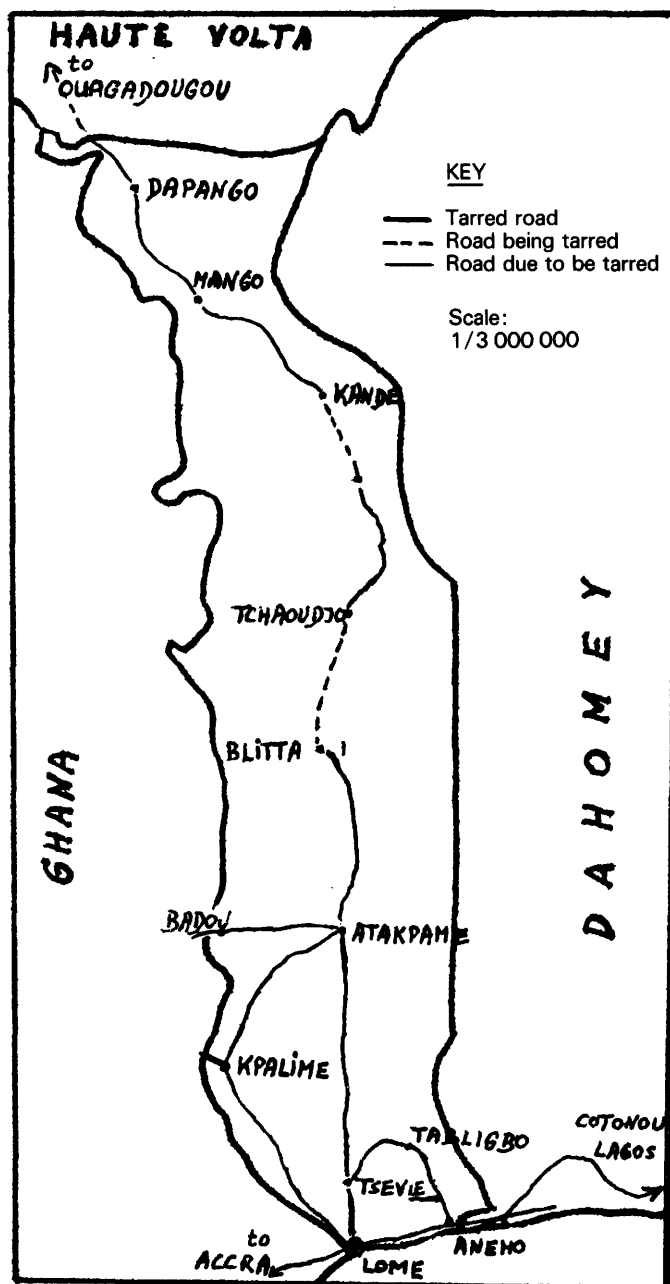 HAUTE VOLTA
to
OUAGADOUGOU
DAPANGO
KEY
Tarred road
Road being tarred
Road due to be tarred
MANGO
Scale:
1/3 000 000
KANDE
TCHAOUDJO
DAHOMEY
BLITTA
GHANA
BADOU
ATAKPAME
KPALIME
TABLIGBO
COTONOU
LAGOS
TSEVIE
ANEHO
to
ACCRA
LOME